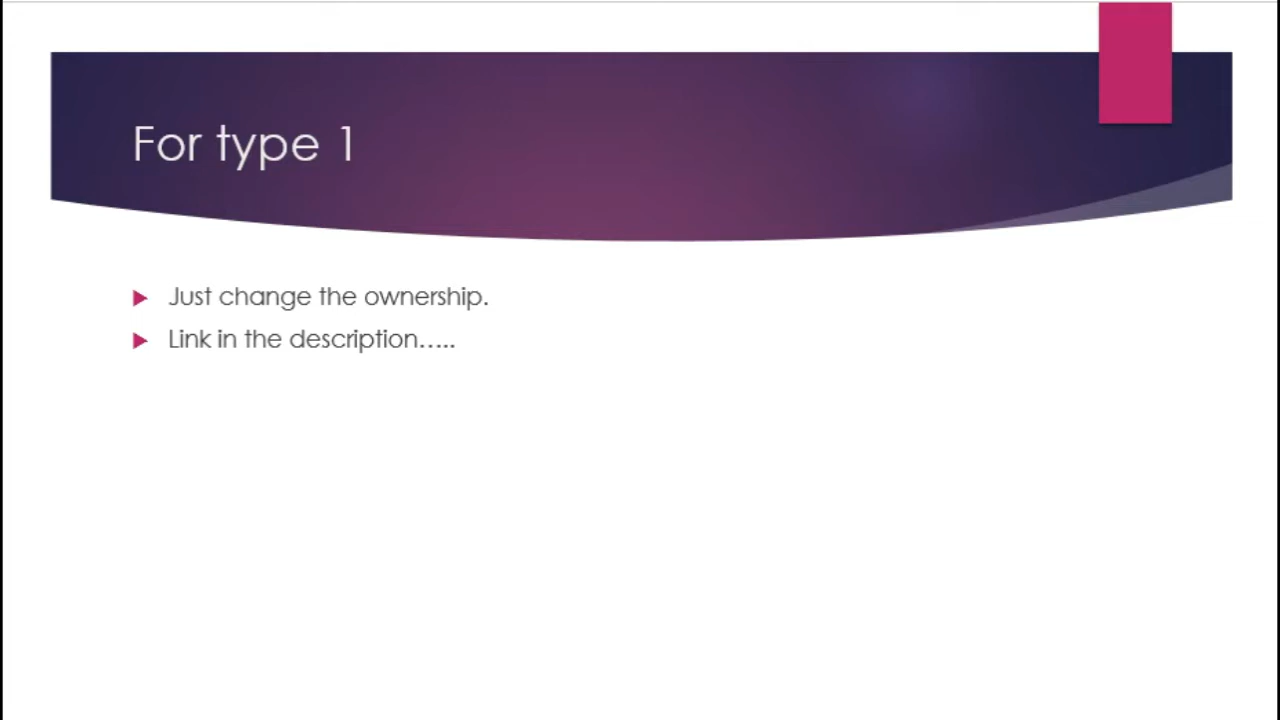 For type 1
Just change the ownership.
Link in the description…..